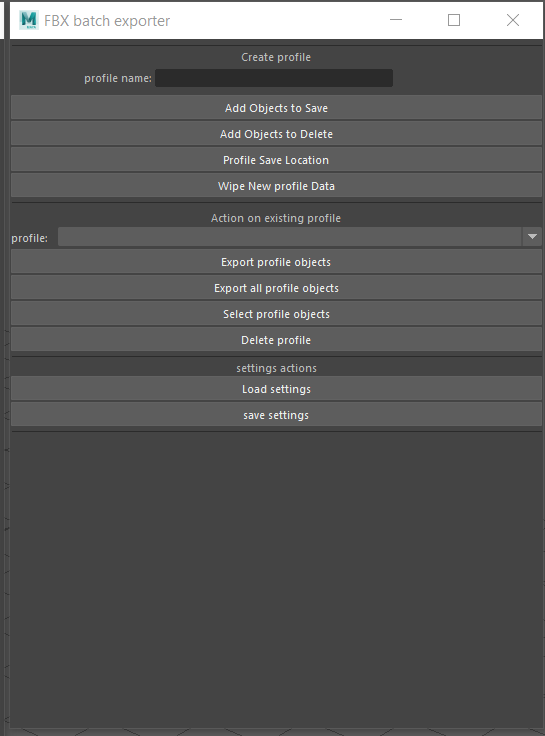 FBX batch exporter
Create profile
profile name:
Add Objects to Save
Add Objects to Delete
Profile Save Location
Wipe New profile Data
Action on existing profile
profile:
Export profile objects
Export all profile objects
Select profile objects
Delete profile
settings actions
Load settings
save settings